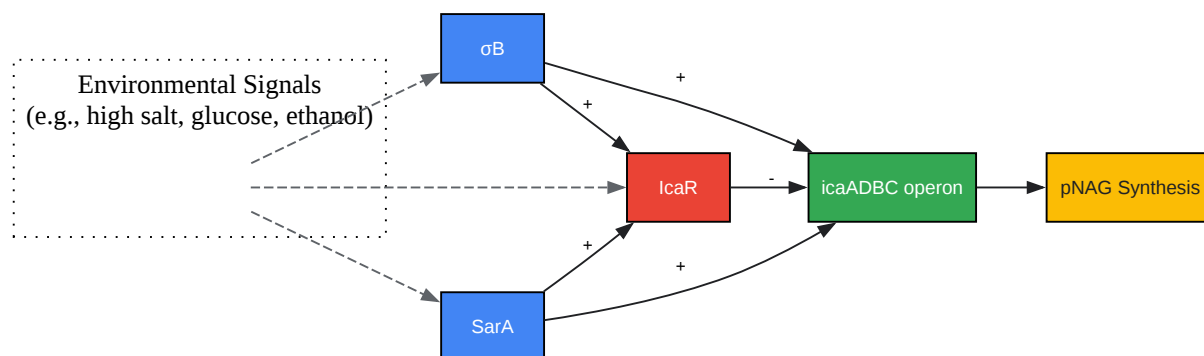 σB
Environmental Signals
(e.g., high salt, glucose, ethanol)
+
+
IcaR
-
icaADBC operon
pNAG Synthesis
+
+
SarA